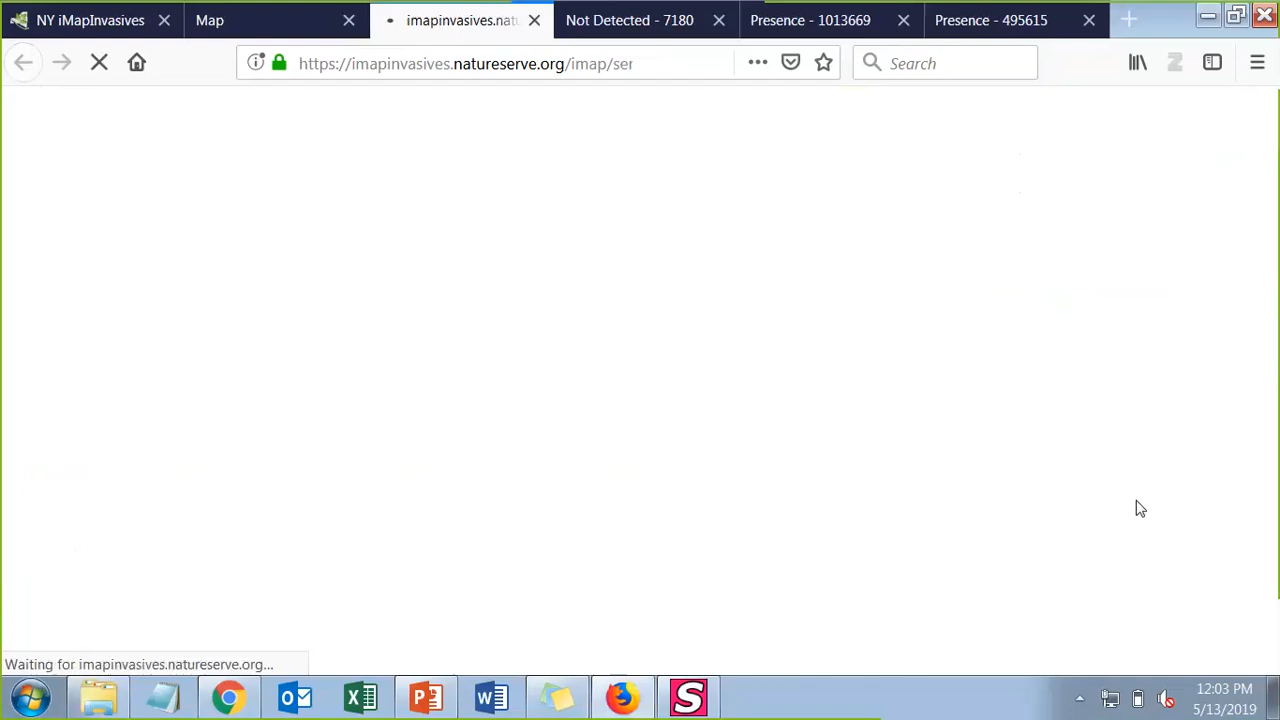 NY iMapInvasives
Map
imapinvasives.natu
Not Detected - 7180
Presence - 1013669
Presence - 495615
https://imapinvasives.natureserve.org/imap/ser
Search
Waiting for imapinvasives.natureserve.org...
12:03 PM
5/13/2019